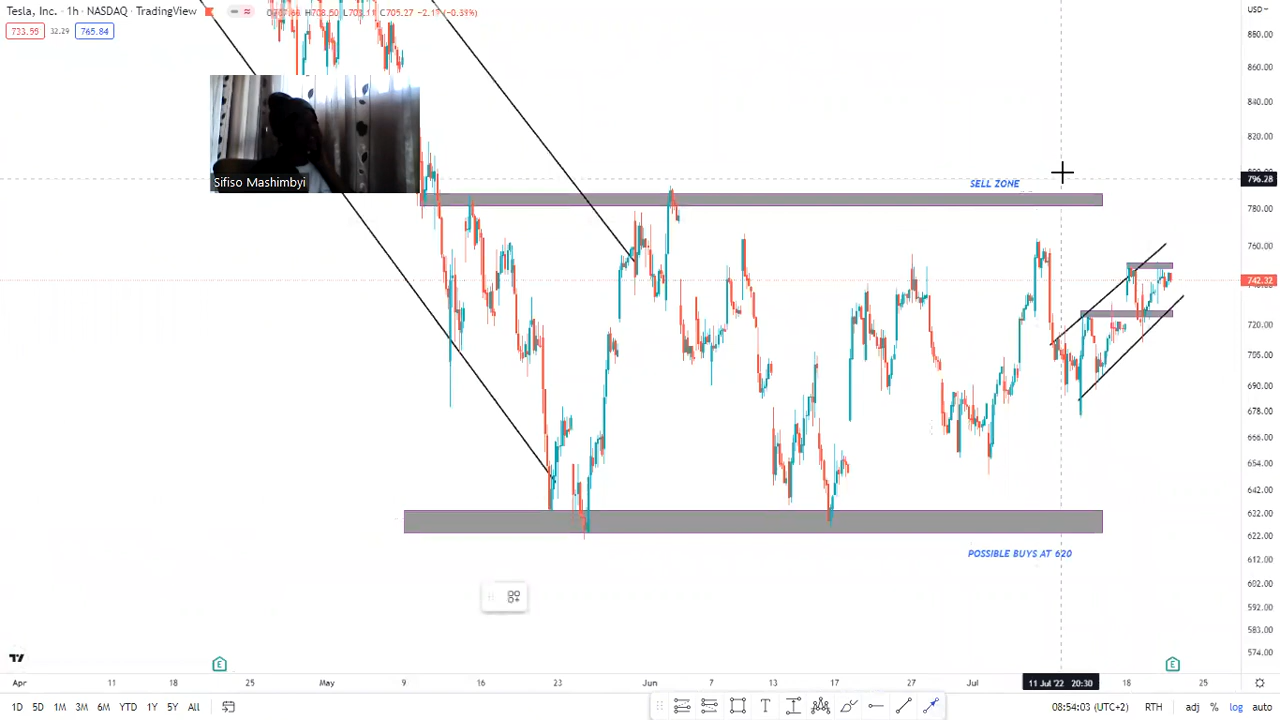 Tesla, Inc. · 1h · NASDAQ · TradingView
733.59 32.29 765.84
USD
880.00
860.00
840.00
820.00
796.28
780.00
760.00
742.32
720.00
705.00
690.00
678.00
666.00
654.00
642.00
632.00
622.00
612.00
602.00
592.00
583.00
574.00
Sifiso Mashimbyi
SELL ZONE
POSSIBLE BUYS AT 620
E E
Apr 11 18 25 May 9 16 23 Jun 7 13 17 27 Jul 11 Jul '22 20:30 18 25
1D 5D 1M 3M 6M YTD 1Y 5Y All
08:54:03 (UTC+2) RTH adj % log auto